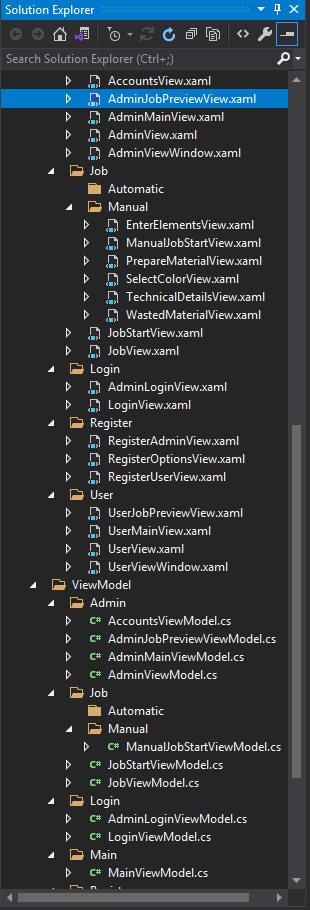 Solution Explorer
Search Solution Explorer (Ctrl+;)
AccountsView.xaml
AdminJobPreviewView.xaml
AdminMainView.xaml
AdminView.xaml
AdminViewWindow.xaml
Job
Automatic
Manual
EnterElementsView.xaml
ManualJobStartView.xaml
PrepareMaterialView.xaml
SelectColorView.xaml
TechnicalDetailsView.xaml
WastedMaterialView.xaml
JobStartView.xaml
JobView.xaml
Login
AdminLoginView.xaml
LoginView.xaml
Register
RegisterAdminView.xaml
RegisterOptionsView.xaml
RegisterUserView.xaml
User
UserJobPreviewView.xaml
UserMainView.xaml
UserView.xaml
UserViewWindow.xaml
ViewModel
Admin
C# AccountsViewModel.cs
C# AdminJobPreviewViewModel.cs
C# AdminMainViewModel.cs
C# AdminViewModel.cs
Job
Automatic
Manual
C# ManualJobStartViewModel.cs
C# JobStartViewModel.cs
C# JobViewModel.cs
Login
C# AdminLoginViewModel.cs
C# LoginViewModel.cs
Main
C# MainViewModel.cs